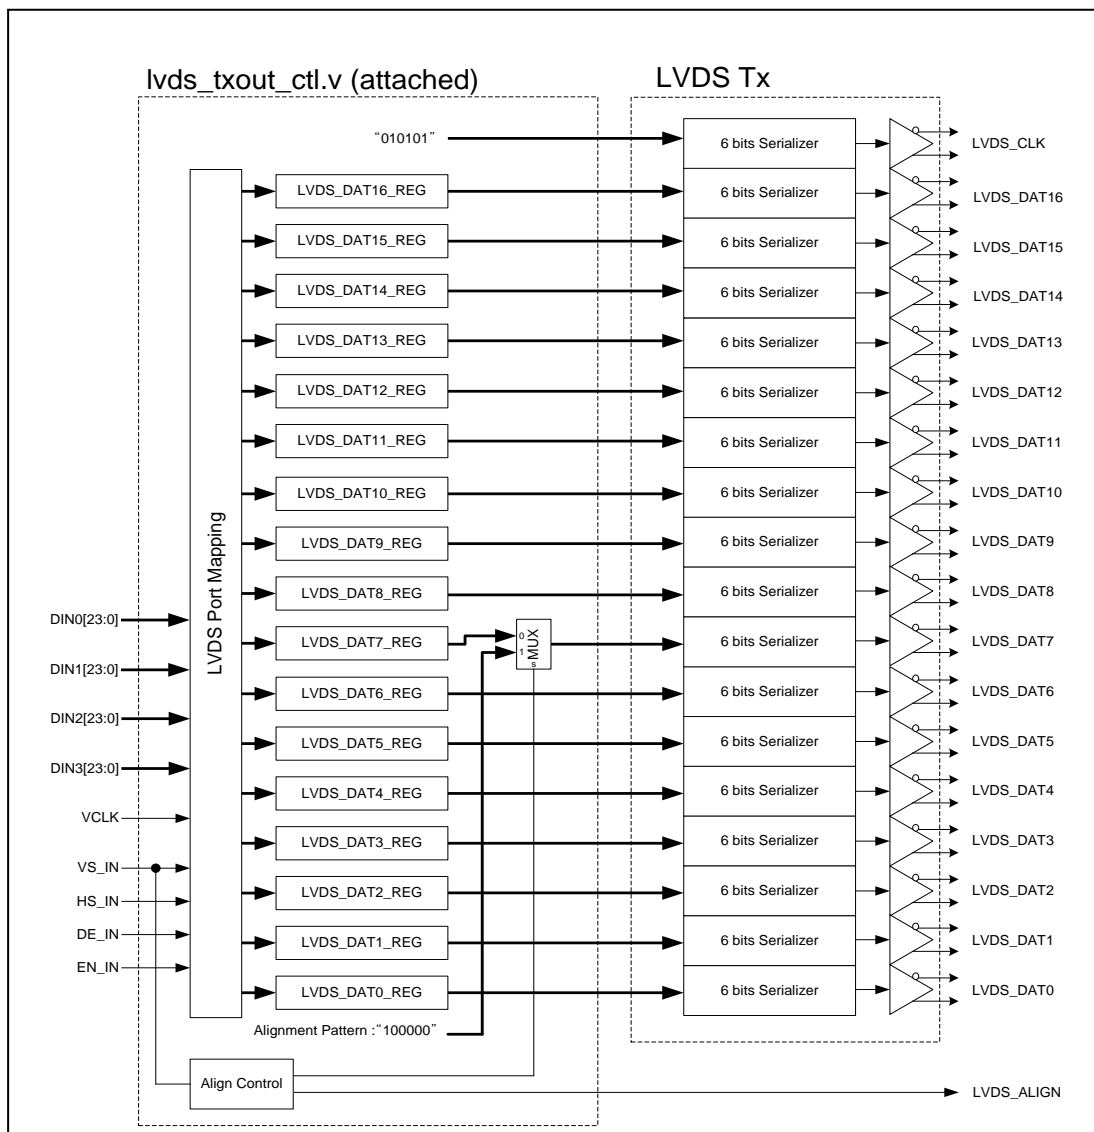 lvds_txout_ctl.v (attached)
LVDS Tx
“010101”
6 bits Serializer
LVDS_CLK
LVDS_DAT16_REG
6 bits Serializer
LVDS_DAT16
LVDS_DAT15_REG
6 bits Serializer
LVDS_DAT15
LVDS_DAT14_REG
6 bits Serializer
LVDS_DAT14
LVDS_DAT13_REG
6 bits Serializer
LVDS_DAT13
LVDS_DAT12_REG
6 bits Serializer
LVDS_DAT12
LVDS_DAT11_REG
6 bits Serializer
LVDS_DAT11
LVDS_DAT10_REG
6 bits Serializer
LVDS_DAT10
LVDS_DAT9_REG
6 bits Serializer
LVDS_DAT9
LVDS_DAT8_REG
6 bits Serializer
LVDS_DAT8
LVDS Port Mapping
DIN0[23:0]
LVDS_DAT7_REG
0
1
MUX
s
6 bits Serializer
LVDS_DAT7
DIN1[23:0]
LVDS_DAT6_REG
6 bits Serializer
LVDS_DAT6
DIN2[23:0]
LVDS_DAT5_REG
6 bits Serializer
LVDS_DAT5
DIN3[23:0]
LVDS_DAT4_REG
6 bits Serializer
LVDS_DAT4
VCLK
LVDS_DAT3_REG
6 bits Serializer
LVDS_DAT3
VS_IN
LVDS_DAT2_REG
6 bits Serializer
LVDS_DAT2
HS_IN
DE_IN
LVDS_DAT1_REG
6 bits Serializer
LVDS_DAT1
EN_IN
LVDS_DAT0_REG
6 bits Serializer
LVDS_DAT0
Alignment Pattern :“100000”
Align Control
LVDS_ALIGN